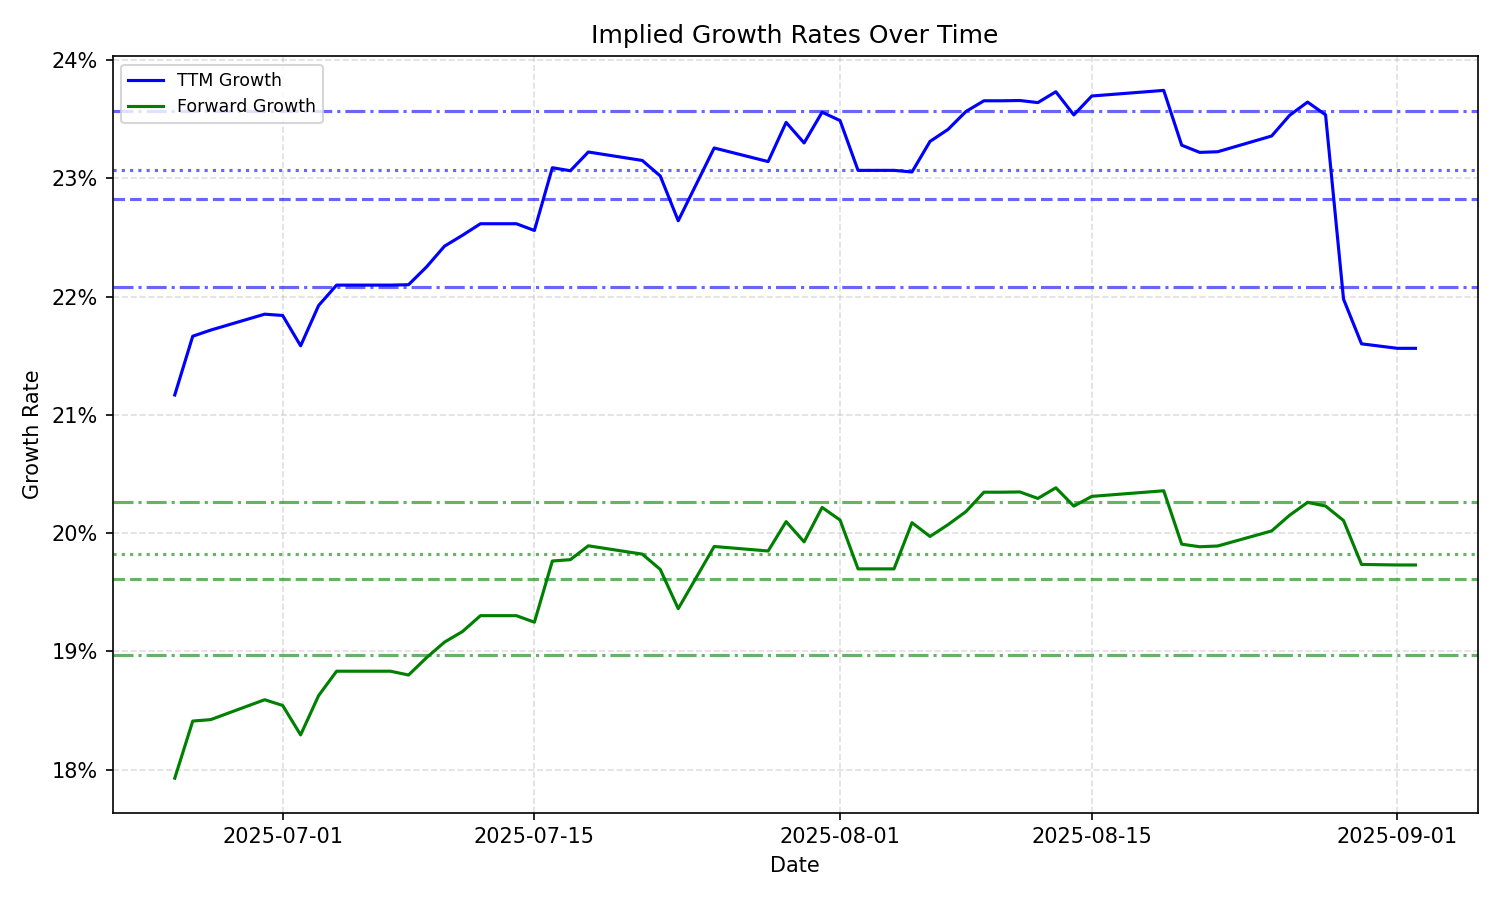 Implied Growth Rates Over Time
TTM Growth
Forward Growth
Growth Rate
24%
23%
22%
21%
20%
19%
18%
2025-07-01
2025-07-15
2025-08-01
2025-08-15
2025-09-01
Date